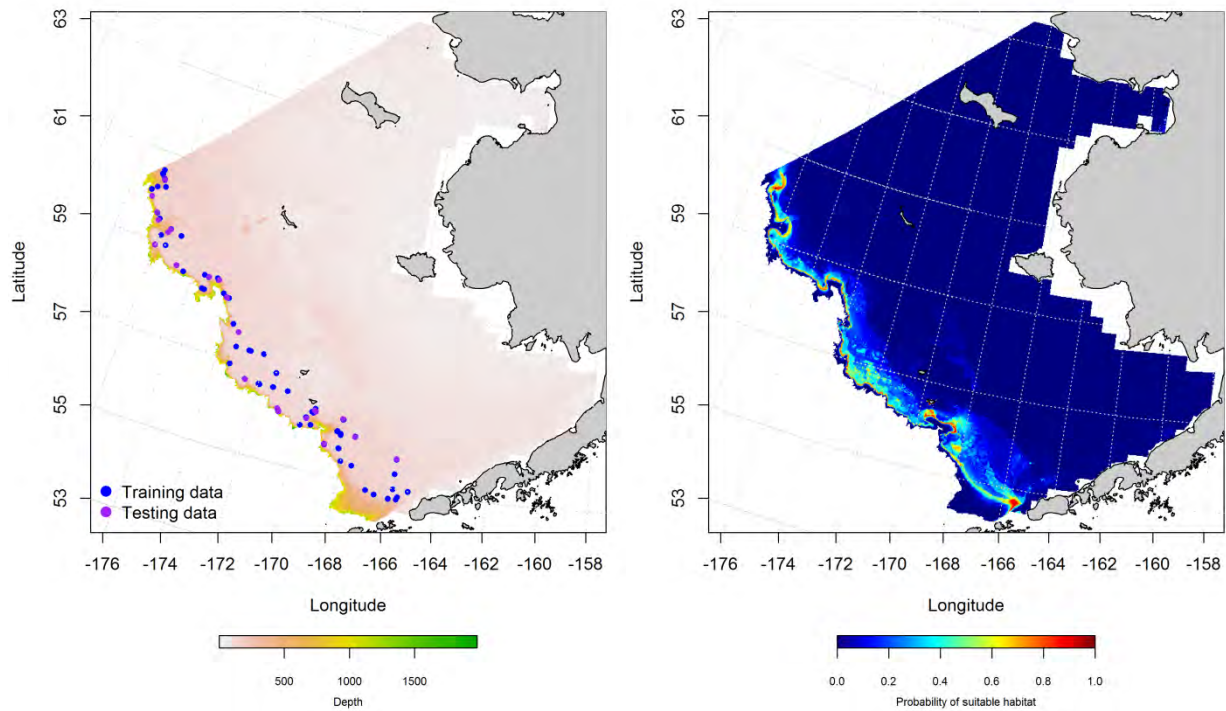 63
61
59
57
55
53
Latitude
Training data
Testing data
-176 -174 -172 -170 -168 -166 -164 -162 -160 -158
Longitude
500 1000 1500
Depth
63
61
59
57
55
53
Latitude
-176 -174 -172 -170 -168 -166 -164 -162 -160 -158
Longitude
0.0 0.2 0.4 0.6 0.8 1.0
Probability of suitable habitat